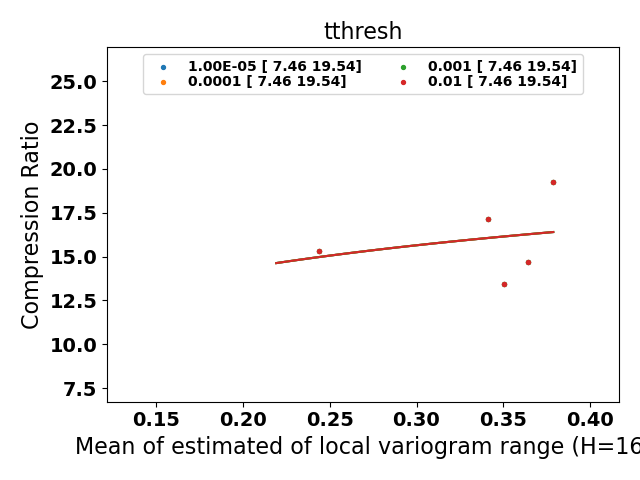 tthresh
1.00E-05 [ 7.46 19.54]
0.0001 [ 7.46 19.54]
0.001 [ 7.46 19.54]
0.01 [ 7.46 19.54]
Compression Ratio
25.0
22.5
20.0
17.5
15.0
12.5
10.0
7.5
0.15 0.20 0.25 0.30 0.35 0.40
Mean of estimated of local variogram range (H=16